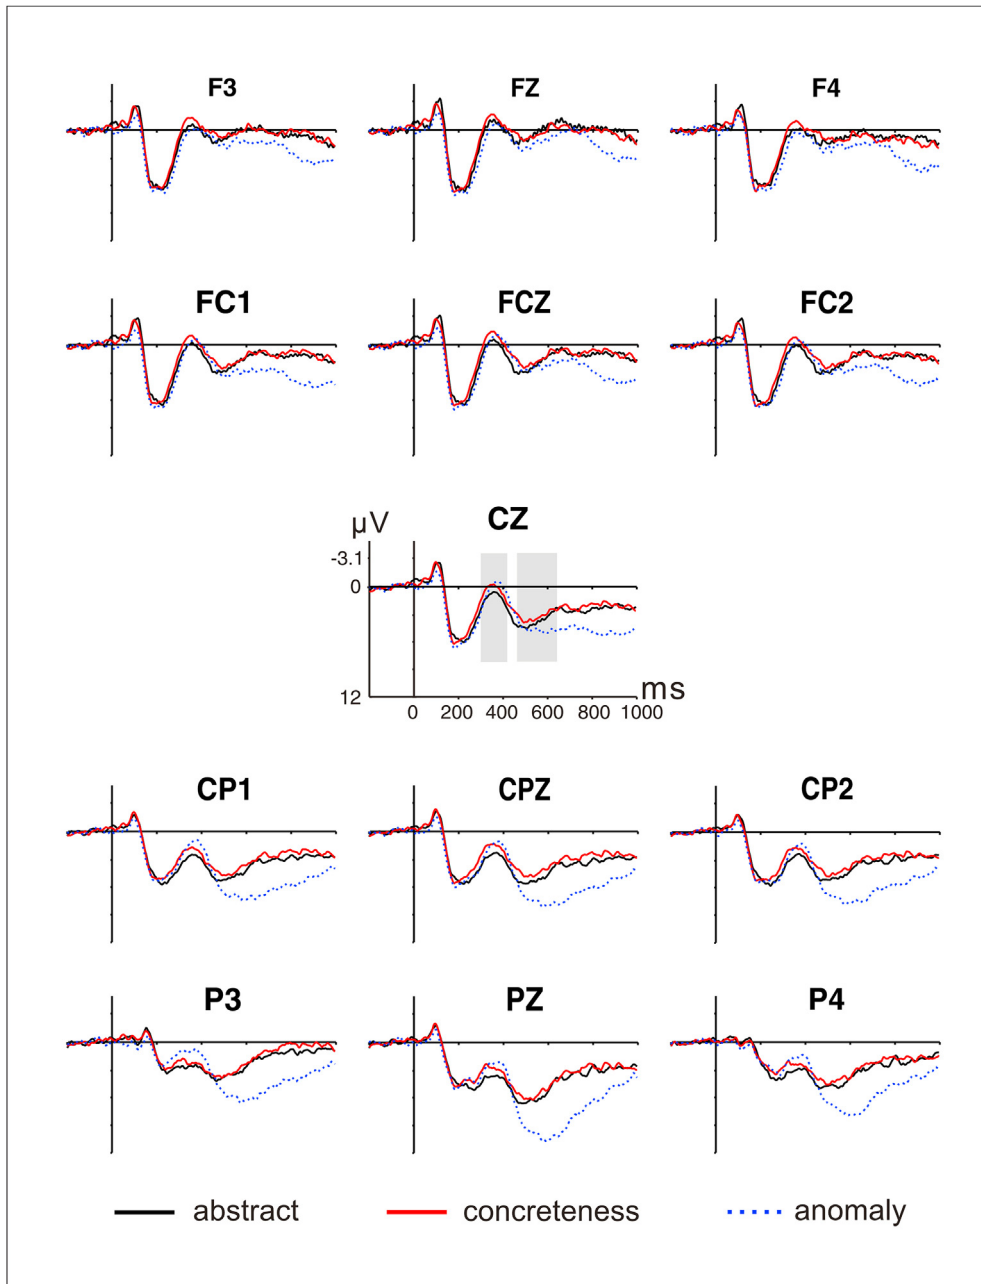 F3 FZ F4
FC1 FCZ FC2
µV CZ
-3.1
0
12 ms
0 200 400 600 800 1000
CP1 CPZ CP2
P3 PZ P4
abstract concreteness anomaly